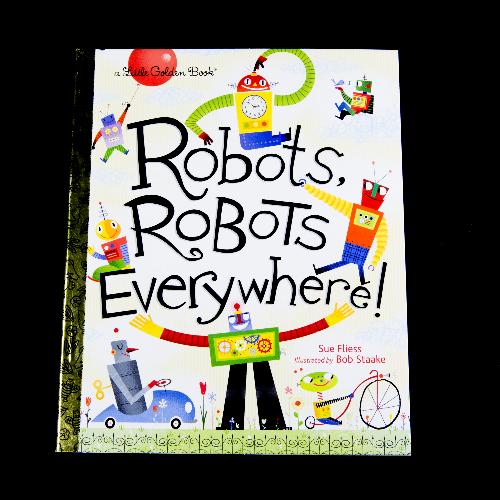 a Little Golden Book
Robots,
Robots
Everywhere!
Sue Fliess
illustrated by Bob Staake